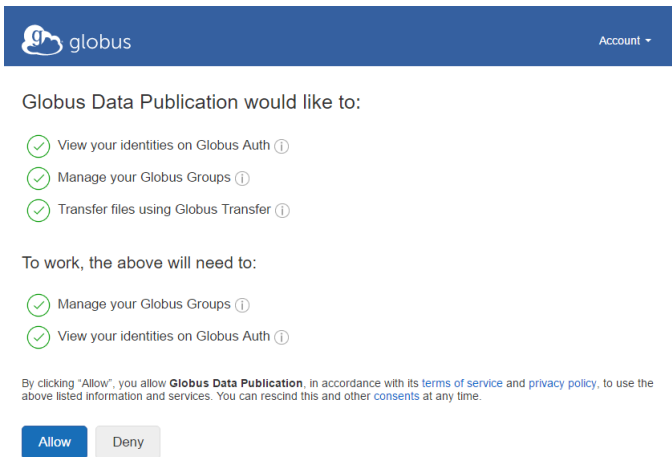 globus
Account
Globus Data Publication would like to:
View your identities on Globus Auth
Manage your Globus Groups
Transfer files using Globus Transfer
To work, the above will need to:
Manage your Globus Groups
View your identities on Globus Auth
By clicking “Allow”, you allow Globus Data Publication, in accordance with its terms of service and privacy policy, to use the
above listed information and services. You can rescind this and other consents at any time.
Allow Deny